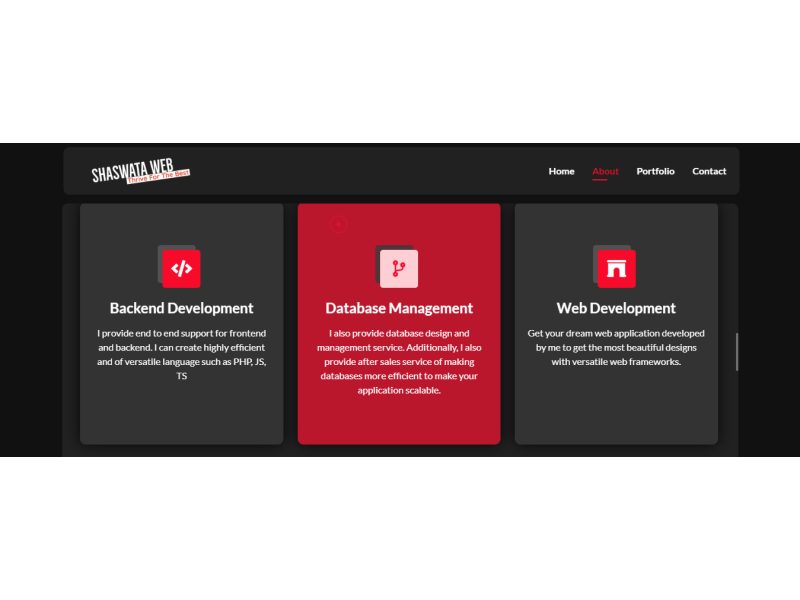 SHASWATA WEB
Thrive For The Best
Home About Portfolio Contact
Backend Development
I provide end to end support for frontend
and backend. I can create highly efficient
and of versatile language such as PHP, JS,
TS
Database Management
I also provide database design and
management service. Additionally, I also
provide after sales service of making
databases more efficient to make your
application scalable.
Web Development
Get your dream web application developed
by me to get the most beautiful designs
with versatile web frameworks.